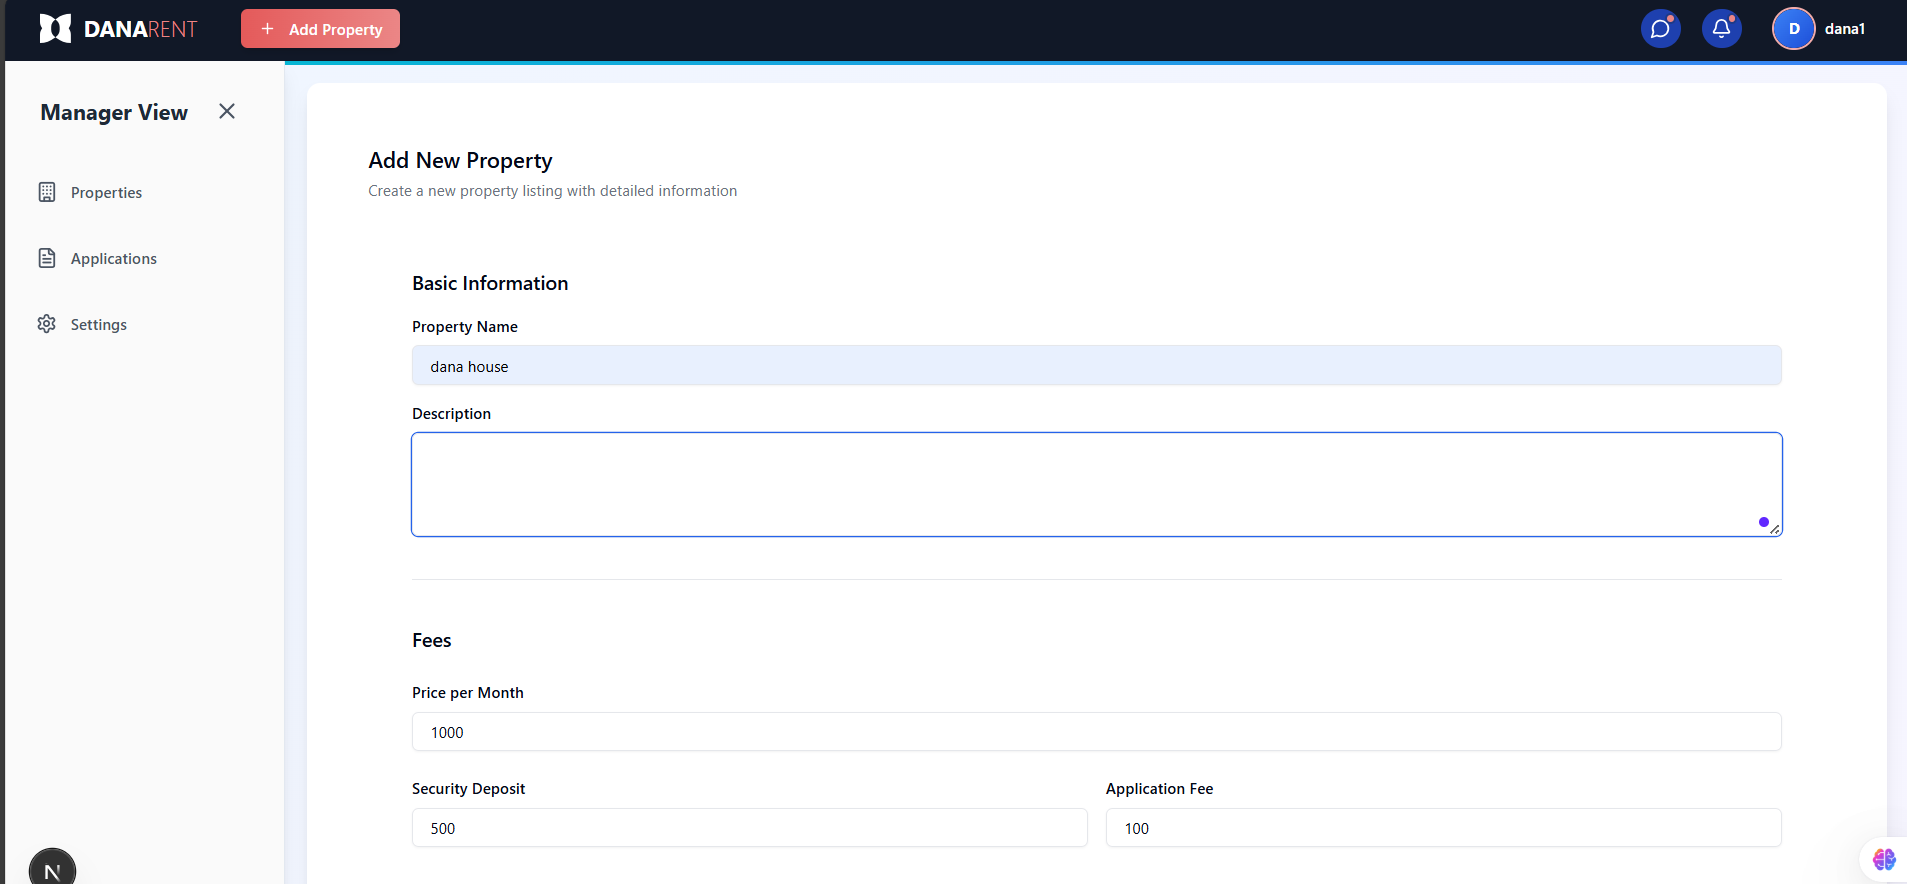 DANARENT
+ Add Property
D
dana1
Manager View
Properties
Applications
Settings
Add New Property
Create a new property listing with detailed information
Basic Information
Property Name
dana house
Description
Fees
Price per Month
1000
Security Deposit
Application Fee
500
100
N